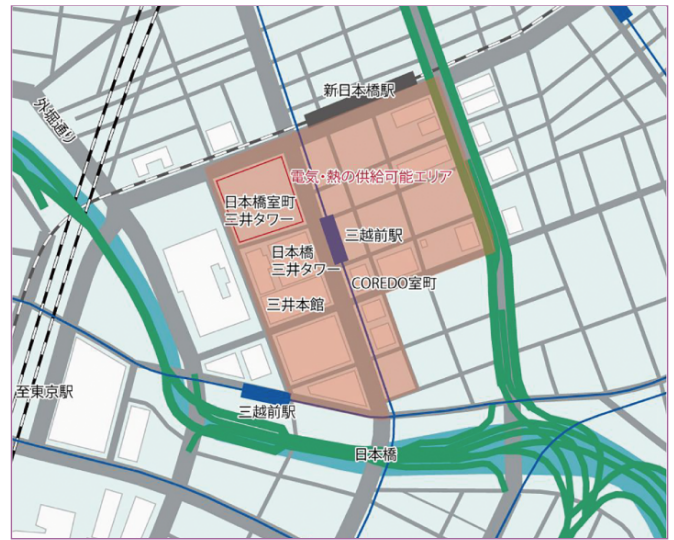 新日本橋駅
外堀通り
電気・熱の供給可能エリア
日本橋室町
三井タワー
三越前駅
日本橋
三井タワー
COREDO室町
三井本館
至東京駅
三越前駅
日本橋